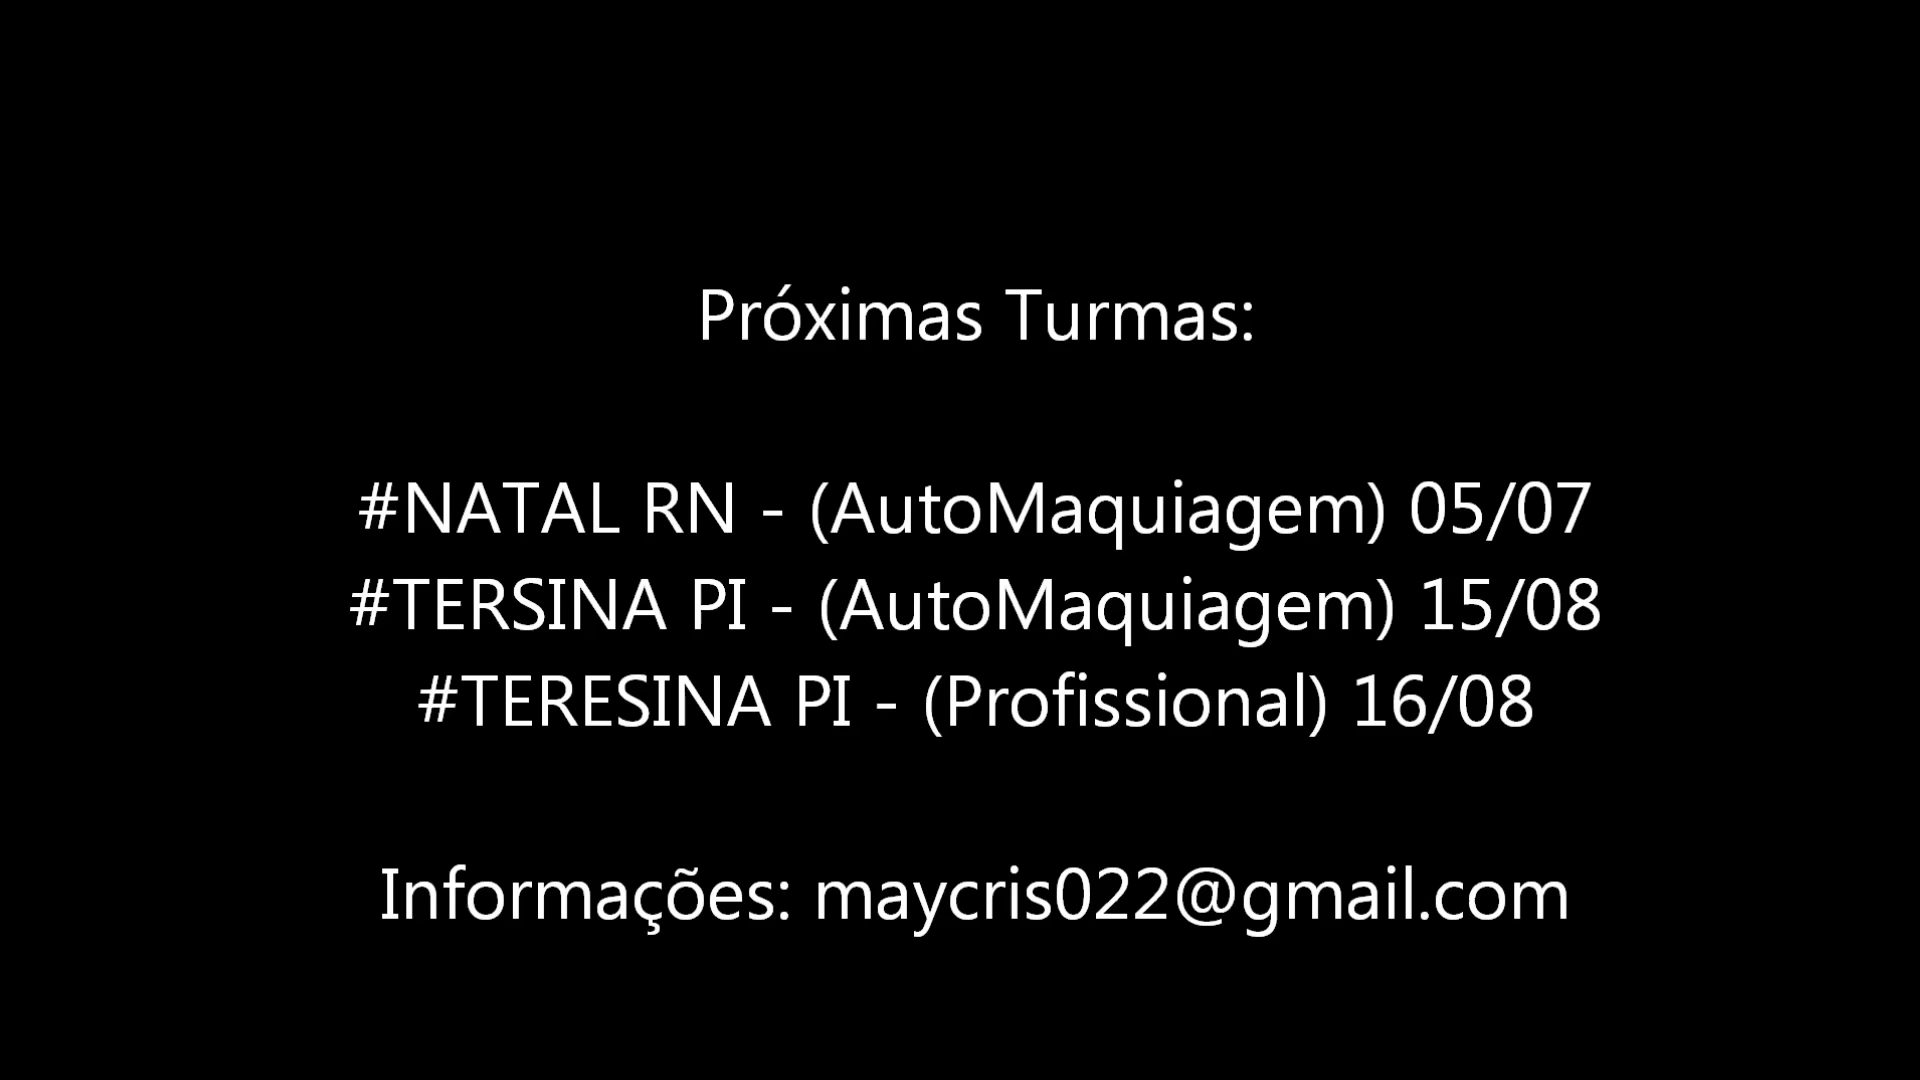 Próximas Turmas:
#NATAL RN - (AutoMaquiagem) 05/07
#TERSINA PI - (AutoMaquiagem) 15/08
#TERESINA PI - (Profissional) 16/08
Informações: maycris022@gmail.com